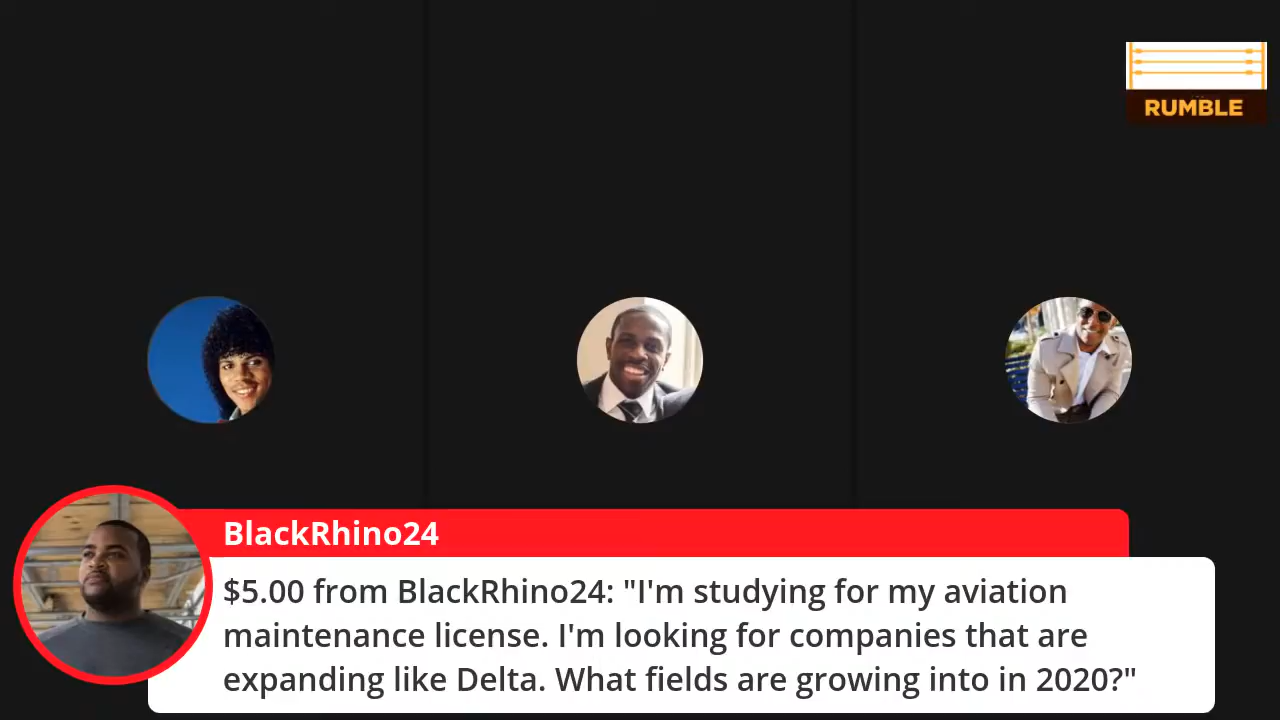 RUMBLE
BlackRhino24
$5.00 from BlackRhino24: "I'm studying for my aviation
maintenance license. I'm looking for companies that are
expanding like Delta. What fields are growing into in 2020?"